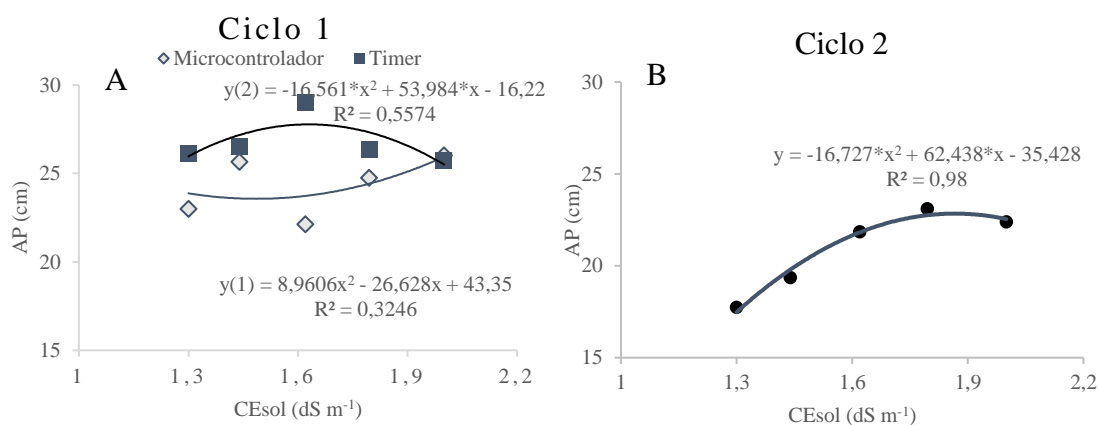 Ciclo 1
Microcontrolador Timer
A
y(2) = -16,561*x² + 53,984*x - 16,22
R² = 0,5574
y(1) = 8,9606x² - 26,628x + 43,35
R² = 0,3246
AP (cm)
30
25
20
15
1 1,3 1,6 1,9 2,2
CEsol (dS m⁻¹)
Ciclo 2
B
y = -16,727*x² + 62,438*x - 35,428
R² = 0,98
AP (cm)
30
25
20
15
1 1,3 1,6 1,9 2,2
CEsol (dS m⁻¹)